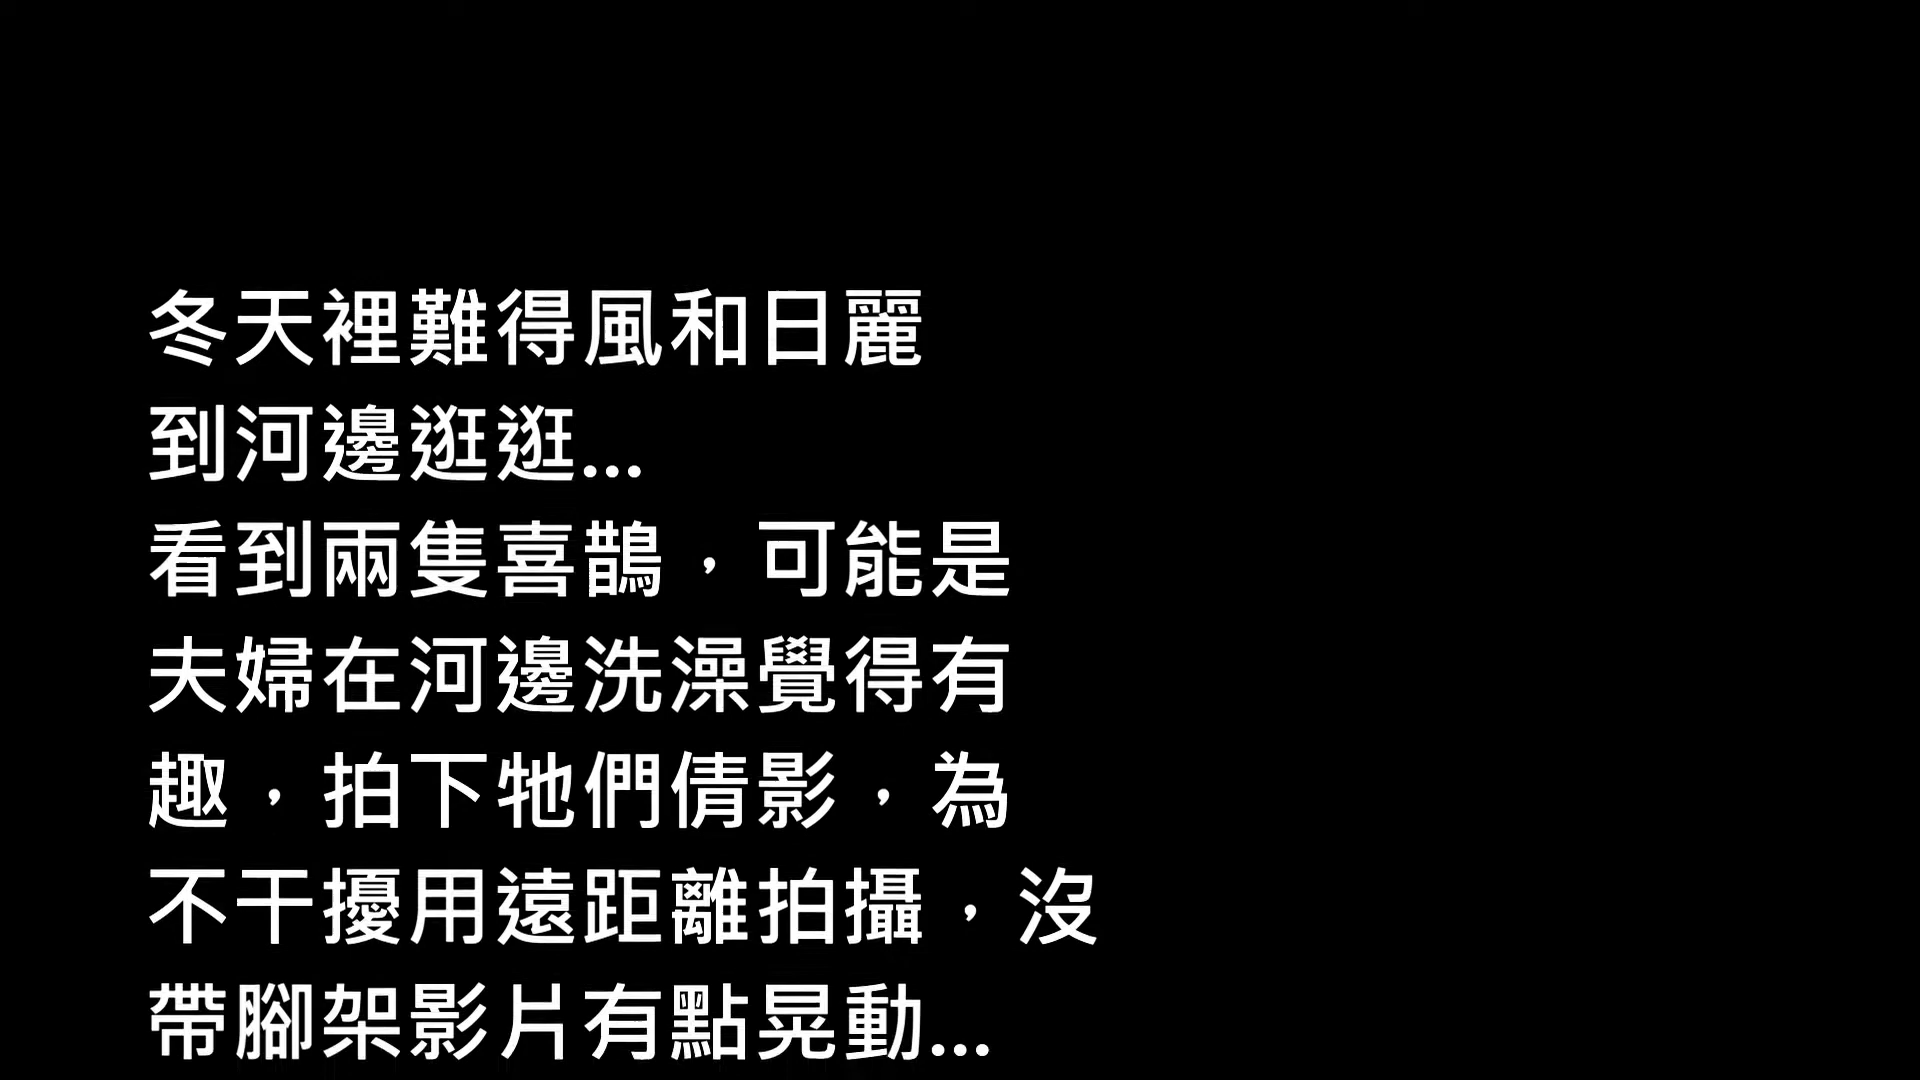 冬天裡難得風和日麗
到河邊逛逛...
看到兩隻喜鵲，可能是
夫婦在河邊洗澡覺得有
趣，拍下牠們倩影，為
不干擾用遠距離拍攝，沒
帶腳架影片有點晃動...